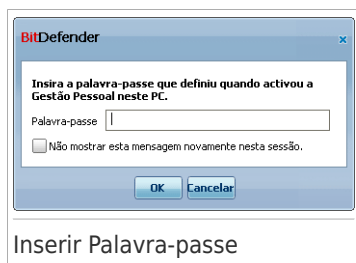 BitDefender
x
Insira a palavra-passe que definiu quando activou a
Gestão Pessoal neste PC.
Palavra-passe
Não mostrar esta mensagem novamente nesta sessão.
OK Cancelar
Inserir Palavra-passe